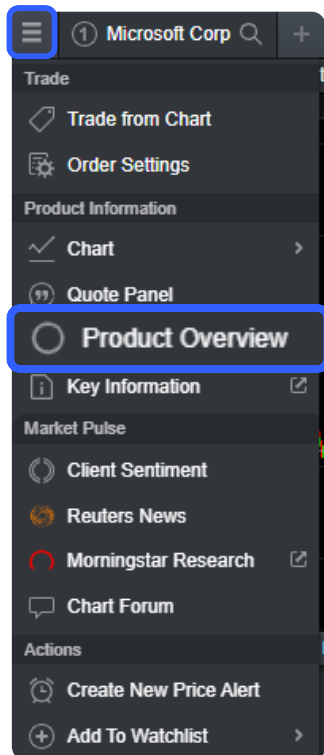 1 Microsoft Corp
Trade
Trade from Chart
Order Settings
Product Information
Chart
Quote Panel
Product Overview
Key Information
Market Pulse
Client Sentiment
Reuters News
Morningstar Research
Chart Forum
Actions
Create New Price Alert
Add To Watchlist